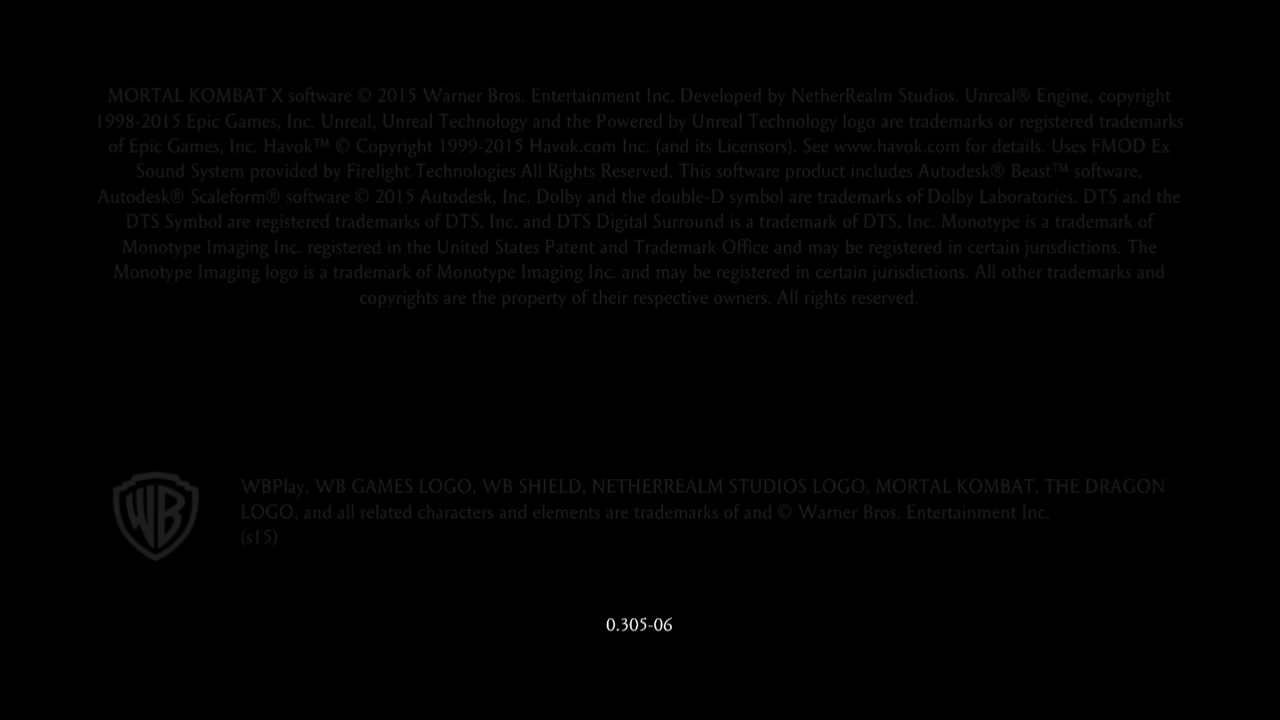 MORTAL KOMBAT X software © 2015 Warner Bros. Entertainment Inc. Developed by NetherRealm Studios. Unreal® Engine, copyright
1998-2015 Epic Games, Inc. Unreal, Unreal Technology and the Powered by Unreal Technology logo are trademarks or registered trademarks
of Epic Games, Inc. Havok™ © Copyright 1999-2015 Havok.com Inc. (and its Licensors). See www.havok.com for details. Uses FMOD Ex
Sound System provided by Firelight Technologies All Rights Reserved. This software product includes Autodesk® Beast™ software,
Autodesk® Scaleform® software © 2015 Autodesk, Inc. Dolby and the double-D symbol are trademarks of Dolby Laboratories. DTS and the
DTS Symbol are registered trademarks of DTS, Inc. and DTS Digital Surround is a trademark of DTS, Inc. Monotype is a trademark of
Monotype Imaging Inc. registered in the United States Patent and Trademark Office and may be registered in certain jurisdictions. The
Monotype Imaging logo is a trademark of Monotype Imaging Inc. and may be registered in certain jurisdictions. All other trademarks and
copyrights are the property of their respective owners. All rights reserved.
WB
WBPlay, WB GAMES LOGO, WB SHIELD, NETHERREALM STUDIOS LOGO, MORTAL KOMBAT, THE DRAGON
LOGO, and all related characters and elements are trademarks of and © Warner Bros. Entertainment Inc.
(s15)
0.305-06